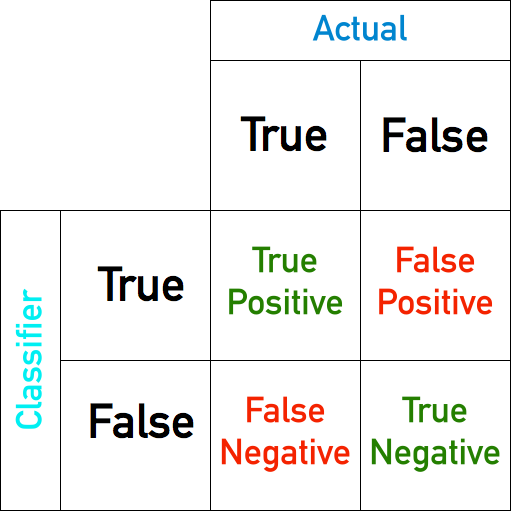 Actual
True
False
Classifier
True
True
Positive
False
Positive
False
False
Negative
True
Negative